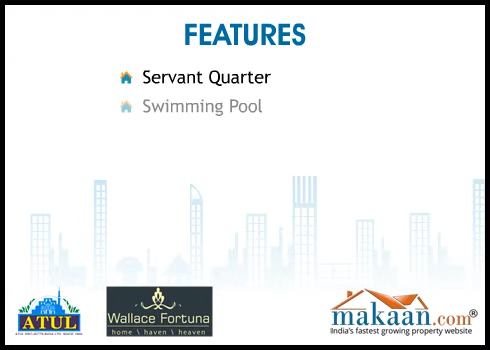 FEATURES
Servant Quarter
Swimming Pool
ATUL
Wallace Fortuna
home \ haven \ heaven
makaan.com®
India's fastest growing property website